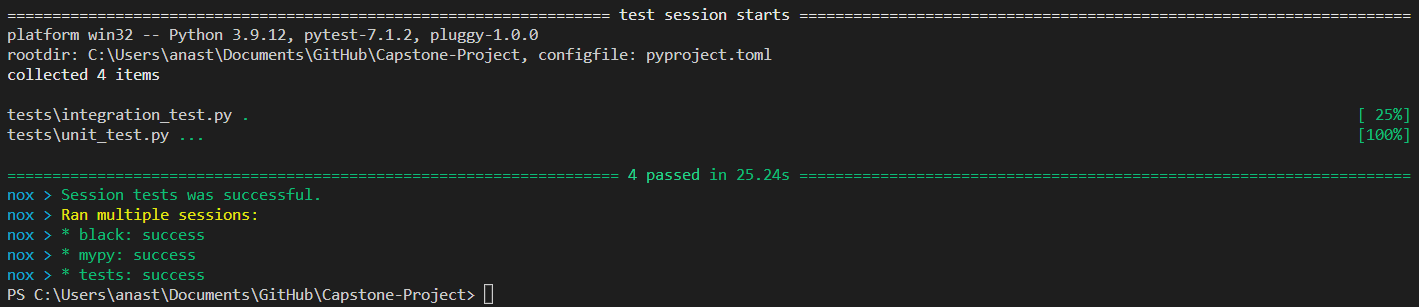 =================================================================== test session starts ====================================================================
platform win32 -- Python 3.9.12, pytest-7.1.2, pluggy-1.0.0
rootdir: C:\Users\anast\Documents\GitHub\Capstone-Project, configfile: pyproject.toml
collected 4 items
tests\integration_test.py . [ 25%]
tests\unit_test.py ... [100%]
==================================================================== 4 passed in 25.24s ====================================================================
nox > Session tests was successful.
nox > Ran multiple sessions:
nox > * black: success
nox > * mypy: success
nox > * tests: success
PS C:\Users\anast\Documents\GitHub\Capstone-Project>